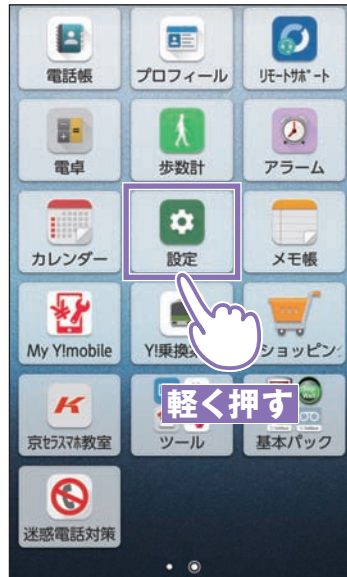 電話帳
プロフィール
リモートサポート
電卓
歩数計
アラーム
カレンダー
設定
メモ帳
My Y!mobile
Y!乗換
ショッピン
軽く押す
京セラスマホ教室
ツール
基本パック
迷惑電話対策